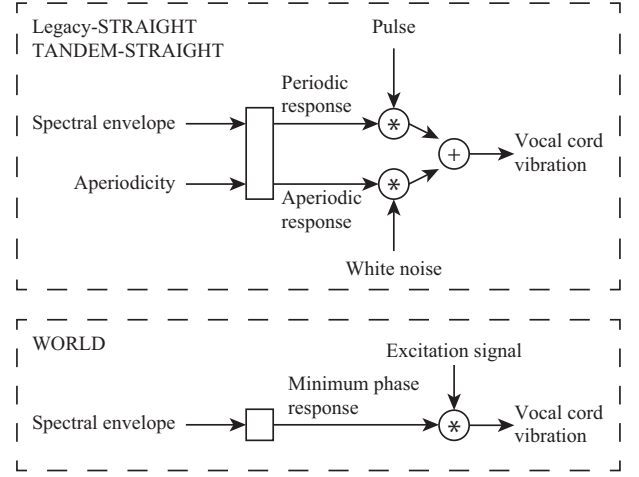 Legacy-STRAIGHT
TANDEM-STRAIGHT
Pulse
Periodic
response
Spectral envelope
*
+
Vocal cord
vibration
Aperiodicity
*
Aperiodic
response
White noise
WORLD
Excitation signal
Minimum phase
response
Spectral envelope
*
Vocal cord
vibration